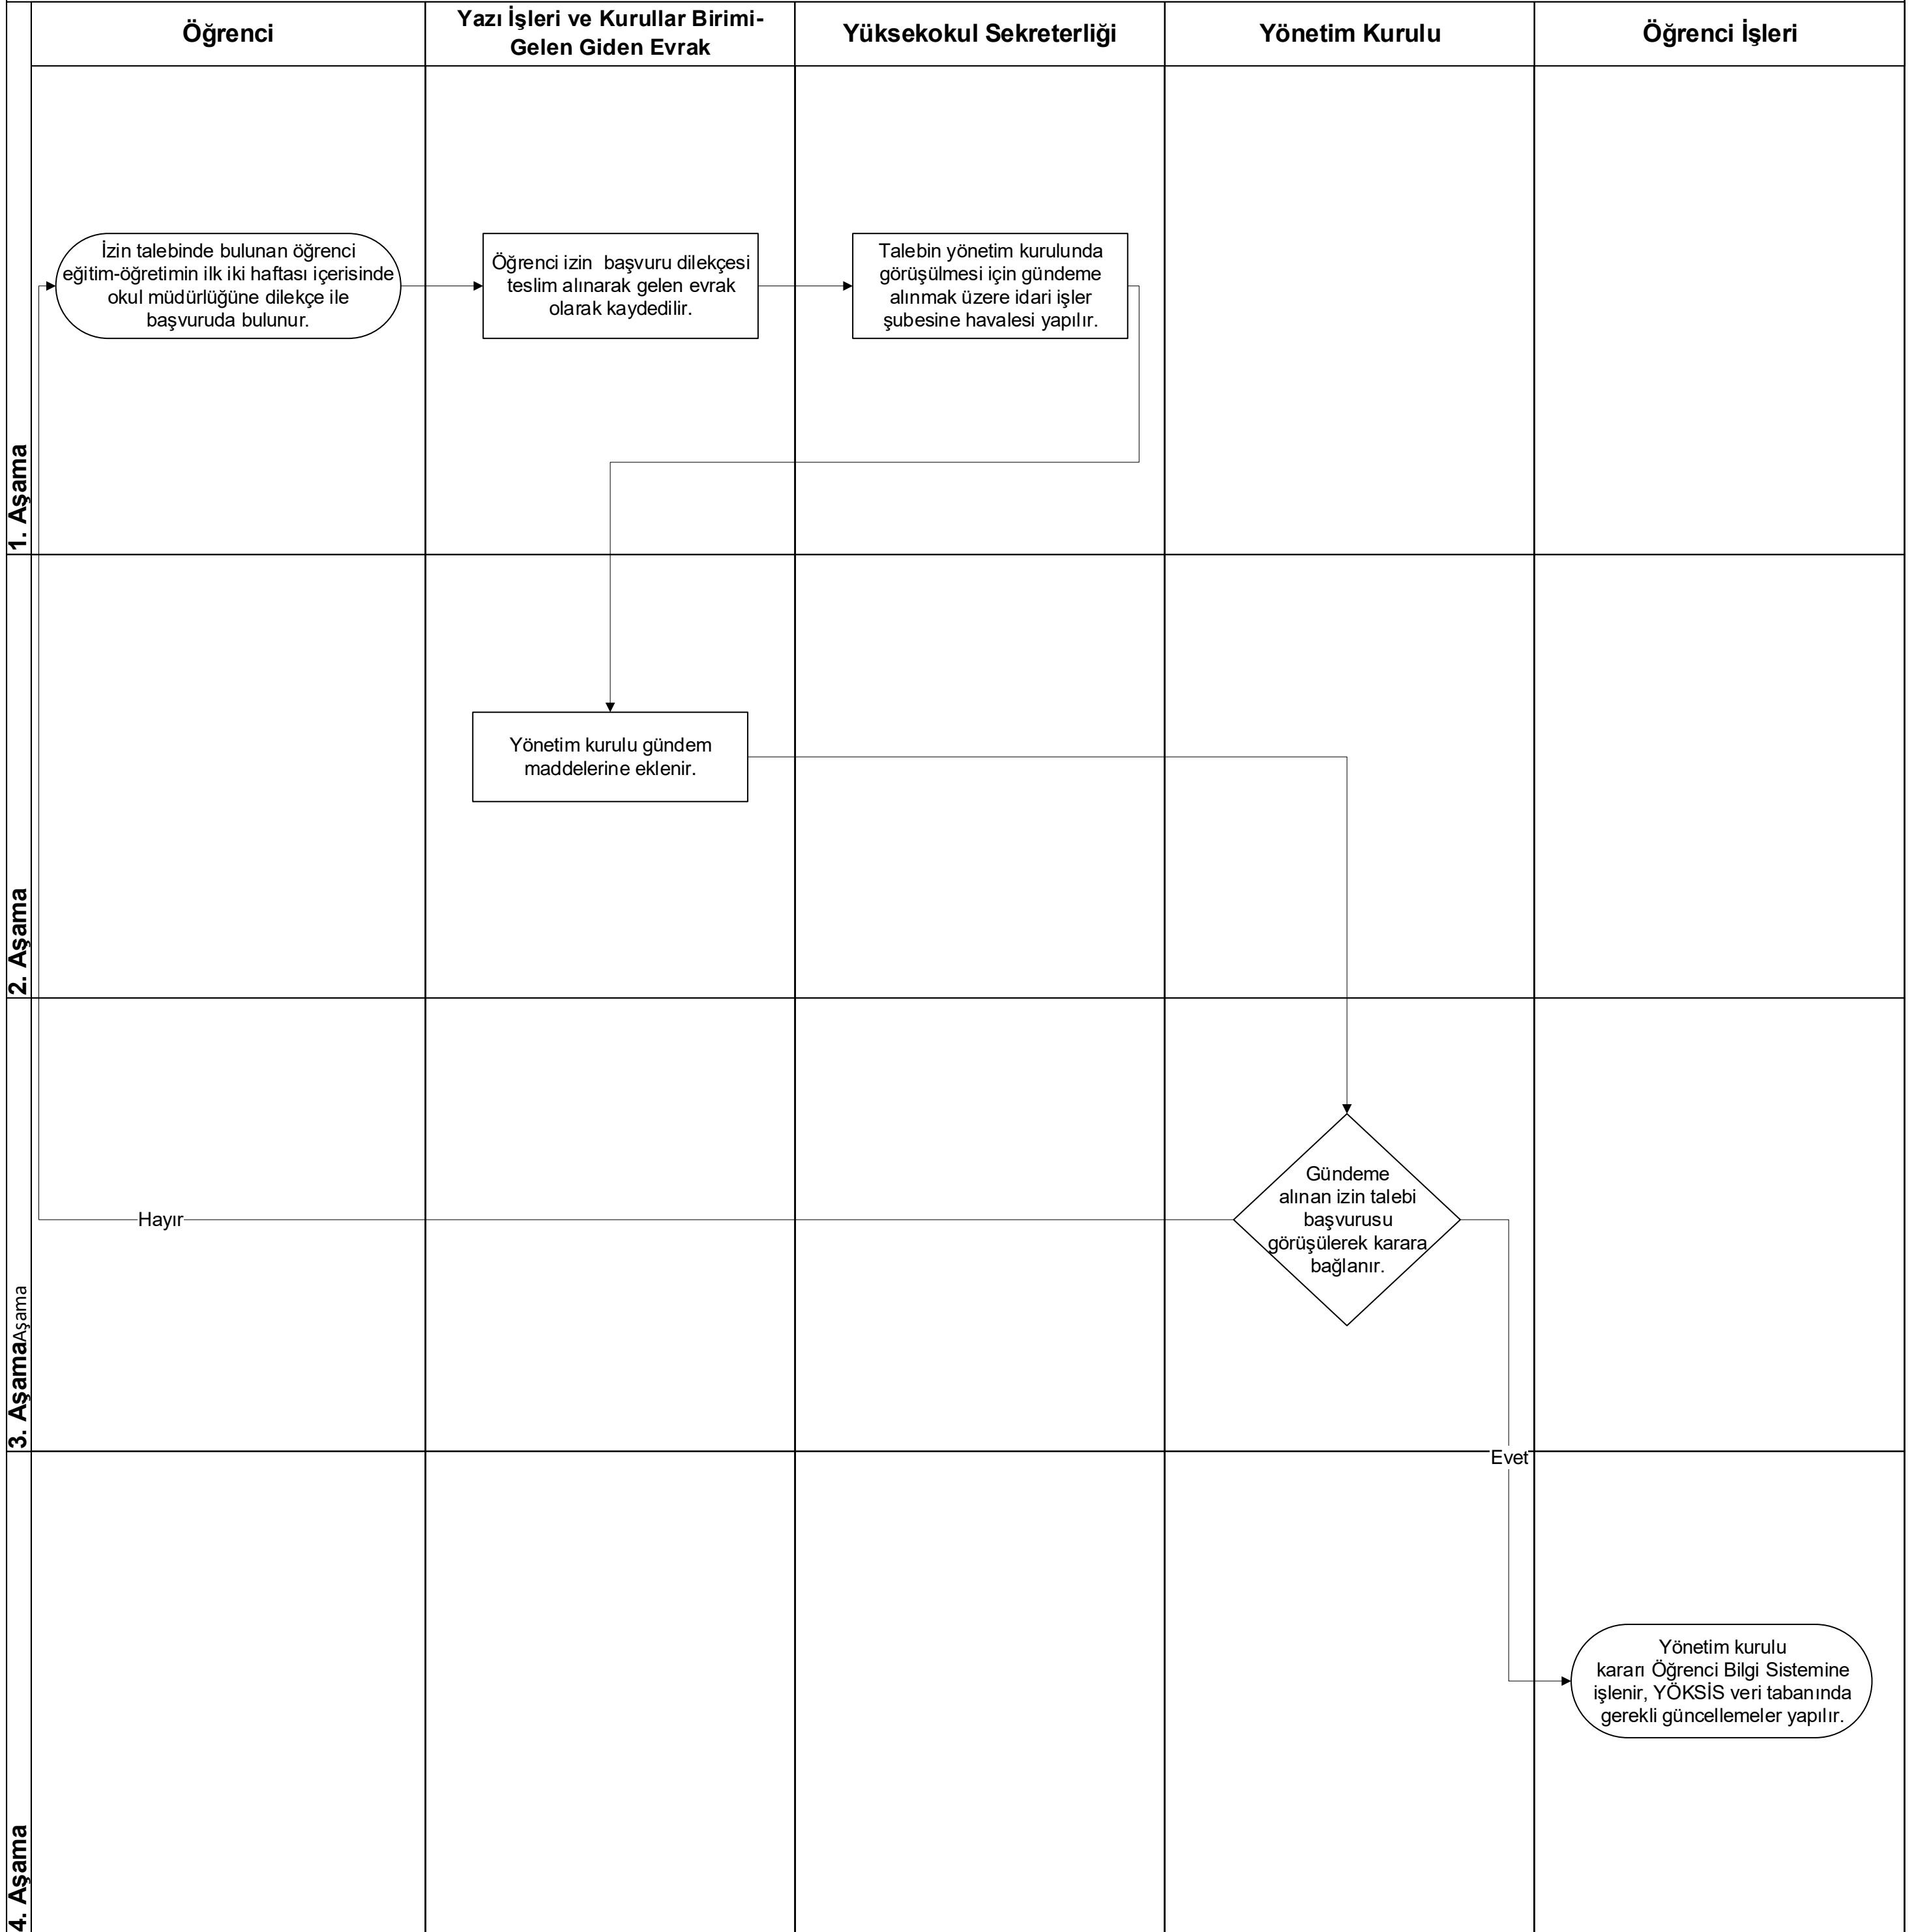 Öğrenci
Yazı İşleri ve Kurullar Birimi-
Gelen Giden Evrak
Yüksekokul Sekreterliği
Yönetim Kurulu
Öğrenci İşleri
1. Aşama
İzin talebinde bulunan öğrenci
eğitim-öğretimin ilk iki haftası içerisinde
okul müdürlüğüne dilekçe ile
başvuruda bulunur.
Öğrenci izin  başvuru dilekçesi
teslim alınarak gelen evrak
olarak kaydedilir.
Talebin yönetim kurulunda
görüşülmesi için gündeme
alınmak üzere idari işler
şubesine havalesi yapılır.
2. Aşama
Yönetim kurulu gündem
maddelerine eklenir.
3. AşamaAşama
Gündeme
alınan izin talebi
başvurusu
görüşülerek karara
bağlanır.
Hayır
Evet
4. Aşama
Yönetim kurulu
kararı Öğrenci Bilgi Sistemine
işlenir, YÖKSİS veri tabanında
gerekli güncellemeler yapılır.